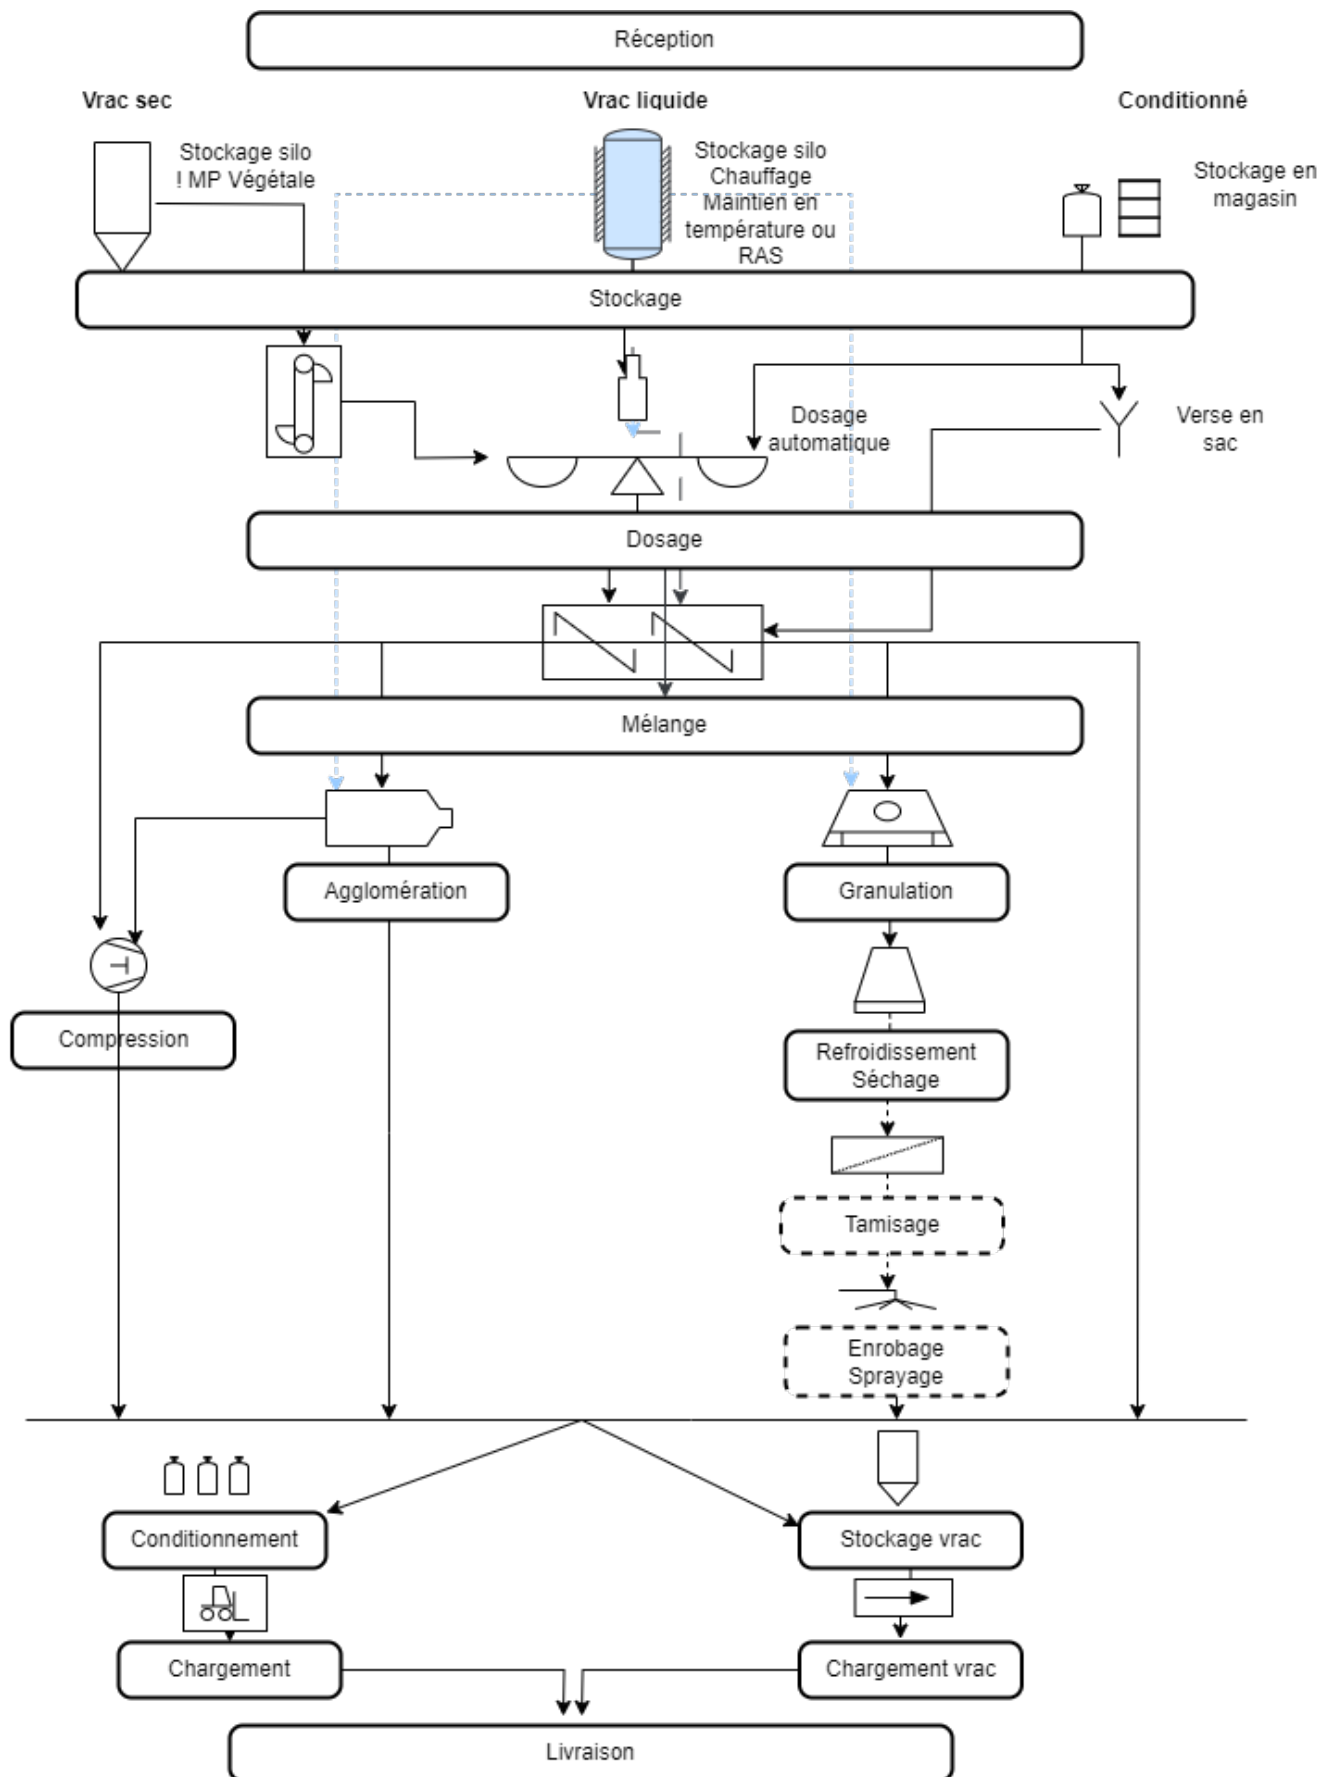 Réception
Vrac sec
Vrac liquide
Conditionné
Stockage silo
! MP Végétale
Stockage silo
Chauffage
Maintien en
température ou
RAS
Stockage en
magasin
Stockage
Dosage
automatique
Verse en
sac
Dosage
Mélange
Agglomération
Granulation
Compression
Refroidissement
Séchage
Tamisage
Enrobage
Sprayage
Conditionnement
Stockage vrac
Chargement
Chargement vrac
Livraison